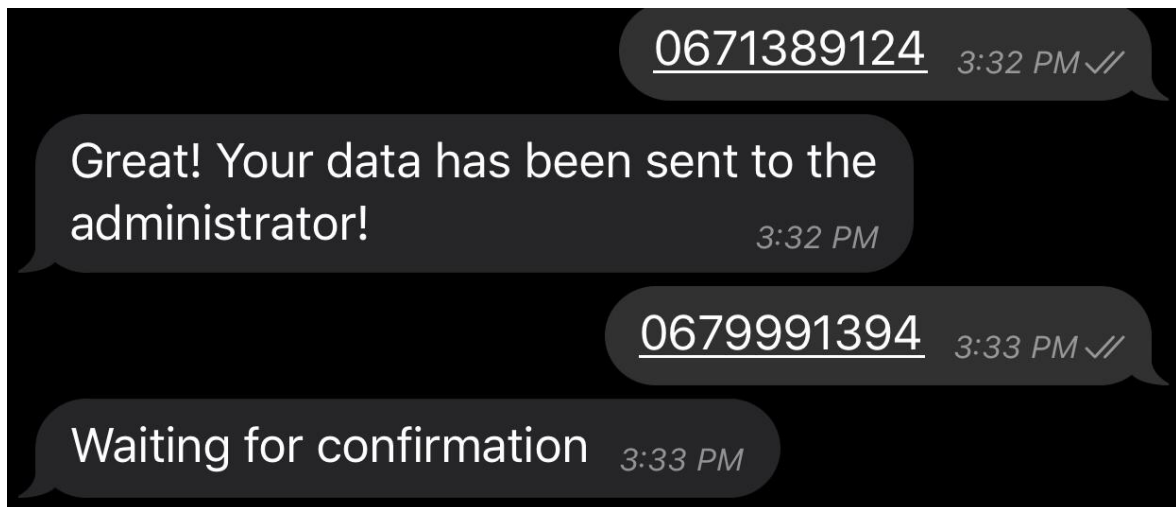 0671389124 3:32 PM
Great! Your data has been sent to the
administrator! 3:32 PM
0679991394 3:33 PM
Waiting for confirmation 3:33 PM